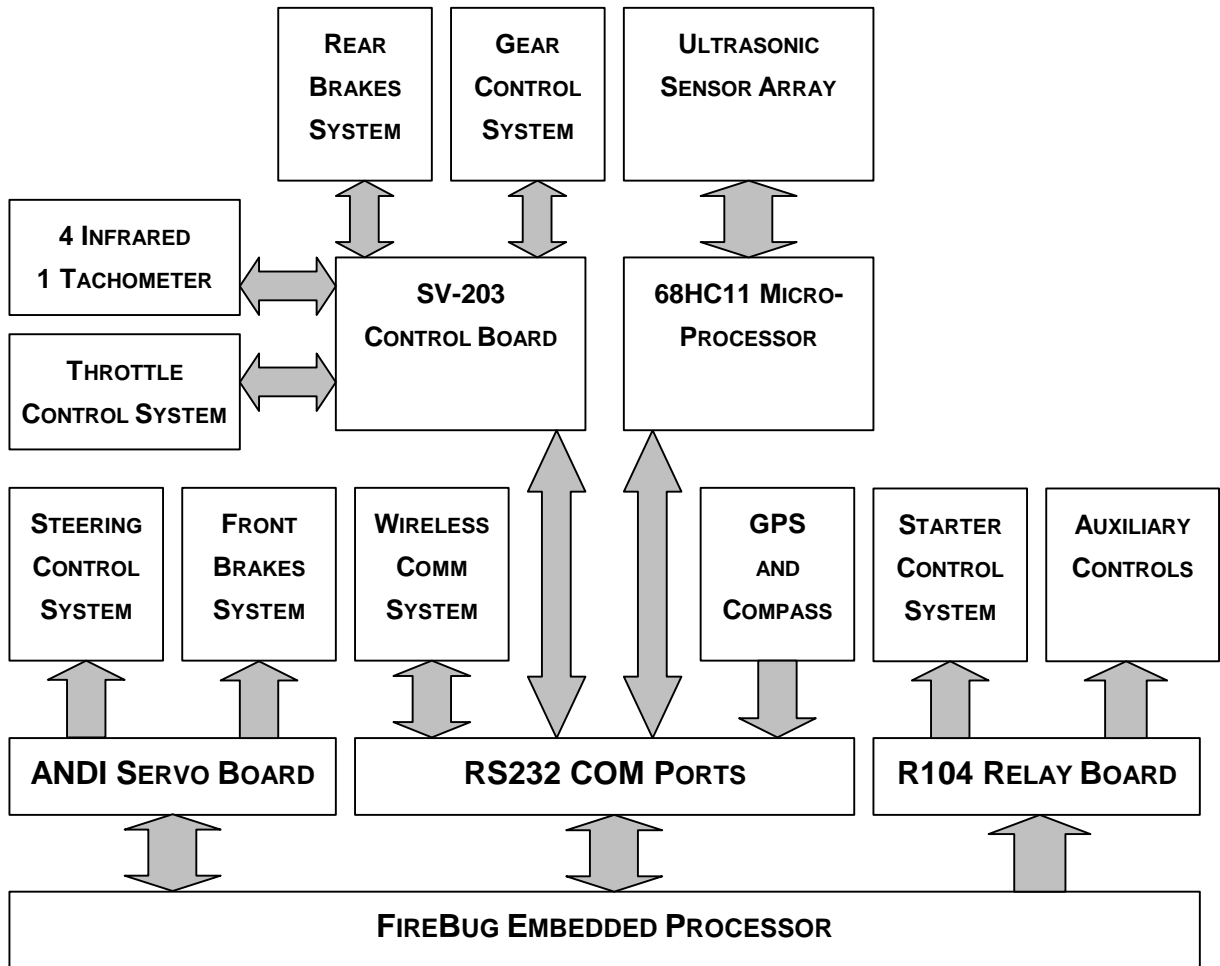 REAR
BRAKES
SYSTEM
GEAR
CONTROL
SYSTEM
ULTRASONIC
SENSOR ARRAY
4 INFRARED
1 TACHOMETER
SV-203
CONTROL BOARD
68HC11 MICRO-
PROCESSOR
THROTTLE
CONTROL SYSTEM
STEERING
CONTROL
SYSTEM
FRONT
BRAKES
SYSTEM
WIRELESS
COMM
SYSTEM
GPS
AND
COMPASS
STARTER
CONTROL
SYSTEM
AUXILIARY
CONTROLS
ANDI SERVO BOARD
RS232 COM PORTS
R104 RELAY BOARD
FIREBUG EMBEDDED PROCESSOR